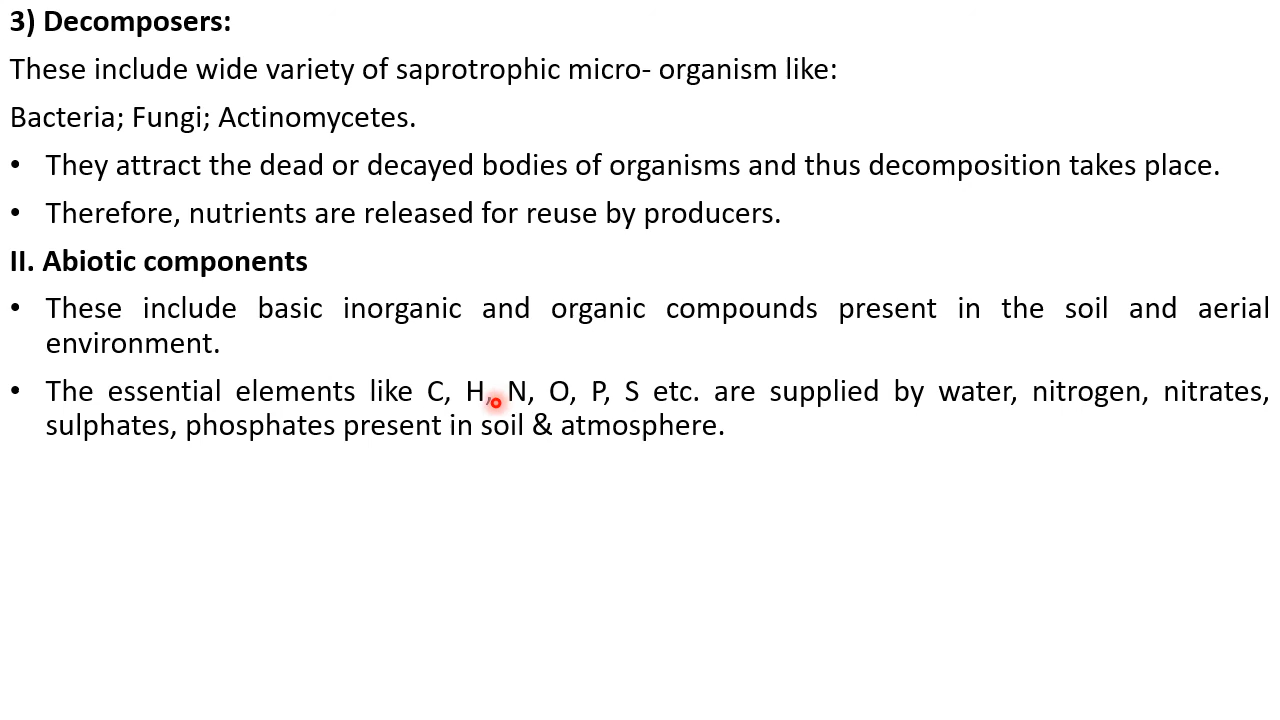 3) Decomposers:
These include wide variety of saprotrophic micro- organism like:
Bacteria; Fungi; Actinomycetes.
• They attract the dead or decayed bodies of organisms and thus decomposition takes place.
• Therefore, nutrients are released for reuse by producers.
II. Abiotic components
• These include basic inorganic and organic compounds present in the soil and aerial
environment.
• The essential elements like C, H, N, O, P, S etc. are supplied by water, nitrogen, nitrates,
sulphates, phosphates present in soil & atmosphere.